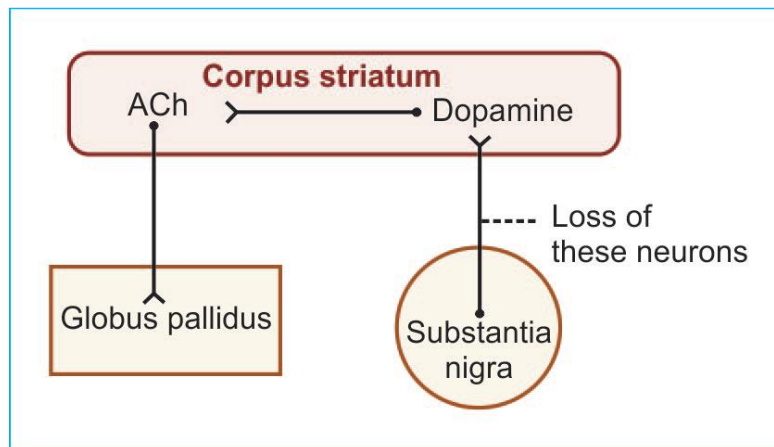 Corpus striatum
ACh
Dopamine
Loss of
these neurons
Globus pallidus
Substantia
nigra